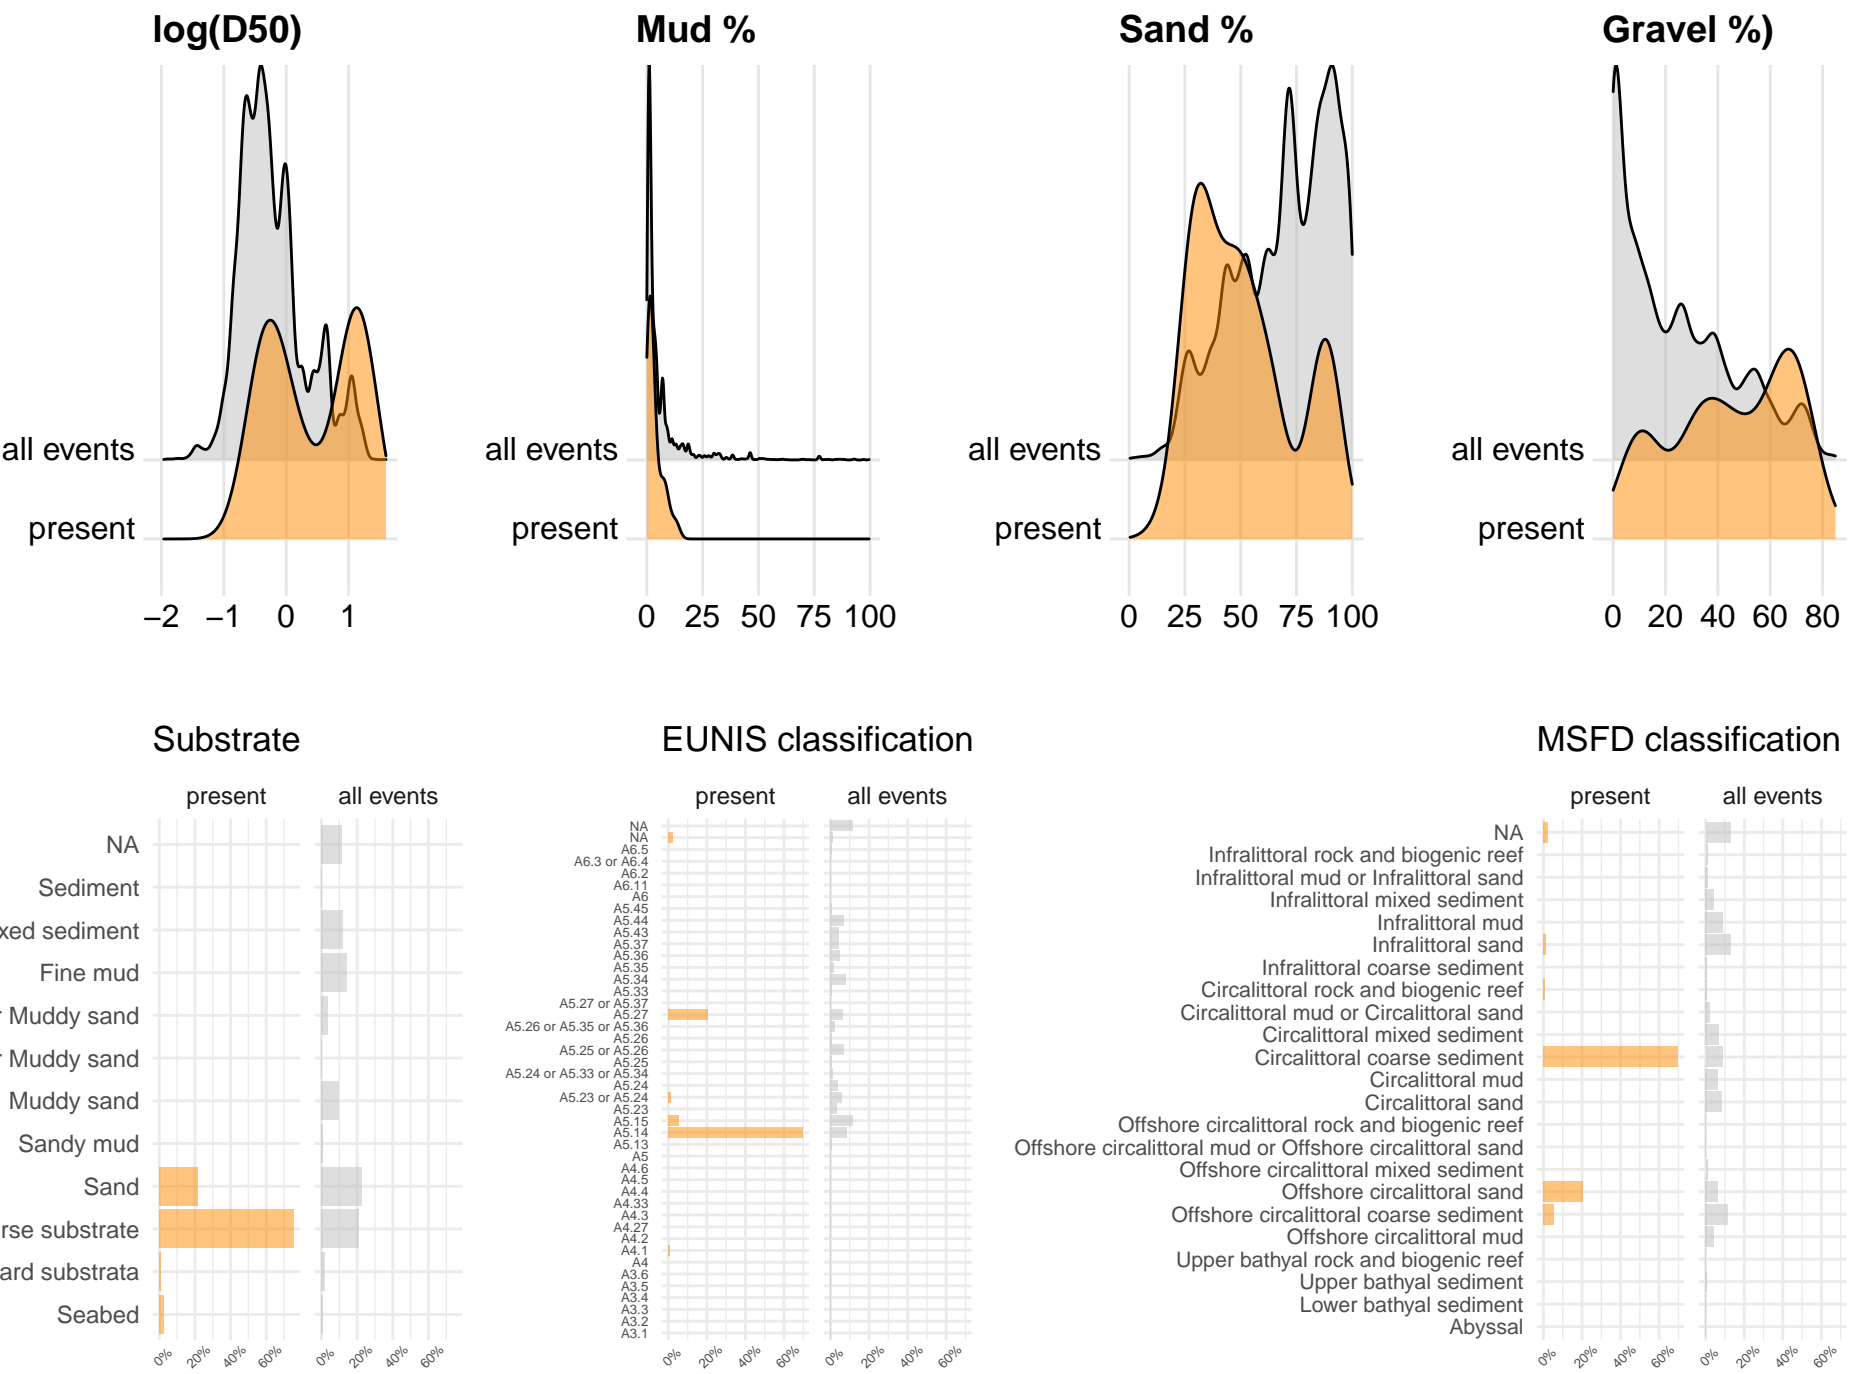 log(D50)
Mud %
Sand %
Gravel %)
all events
present
−2 −1 0 1
all events
present
0 25 50 75 100
all events
present
0 25 50 75 100
all events
present
0 20 40 60 80
Substrate
present
all events
NA
Sediment
xed sediment
Fine mud
r Muddy sand
r Muddy sand
Muddy sand
Sandy mud
Sand
rse substrate
ard substrata
Seabed
0% 20% 40% 60%
0% 20% 40% 60%
EUNIS classification
present
all events
NA
NA
A6.5
A6.3 or A6.4
A6.2
A6.11
A6
A5.45
A5.44
A5.43
A5.37
A5.36
A5.35
A5.34
A5.33
A5.27 or A5.37
A5.27
A5.26 or A5.35 or A5.36
A5.26
A5.25 or A5.26
A5.25
A5.24 or A5.33 or A5.34
A5.24
A5.23 or A5.24
A5.23
A5.15
A5.14
A5.13
A5
A4.6
A4.5
A4.4
A4.33
A4.3
A4.27
A4.2
A4.1
A4
A3.6
A3.5
A3.4
A3.3
A3.2
A3.1
0% 20% 40% 60%
0% 20% 40% 60%
MSFD classification
present
all events
NA
Infralittoral rock and biogenic reef
Infralittoral mud or Infralittoral sand
Infralittoral mixed sediment
Infralittoral mud
Infralittoral sand
Infralittoral coarse sediment
Circalittoral rock and biogenic reef
Circalittoral mud or Circalittoral sand
Circalittoral mixed sediment
Circalittoral coarse sediment
Circalittoral mud
Circalittoral sand
Offshore circalittoral rock and biogenic reef
Offshore circalittoral mud or Offshore circalittoral sand
Offshore circalittoral mixed sediment
Offshore circalittoral sand
Offshore circalittoral coarse sediment
Offshore circalittoral mud
Upper bathyal rock and biogenic reef
Upper bathyal sediment
Lower bathyal sediment
Abyssal
0% 20% 40% 60%
0% 20% 40% 60%